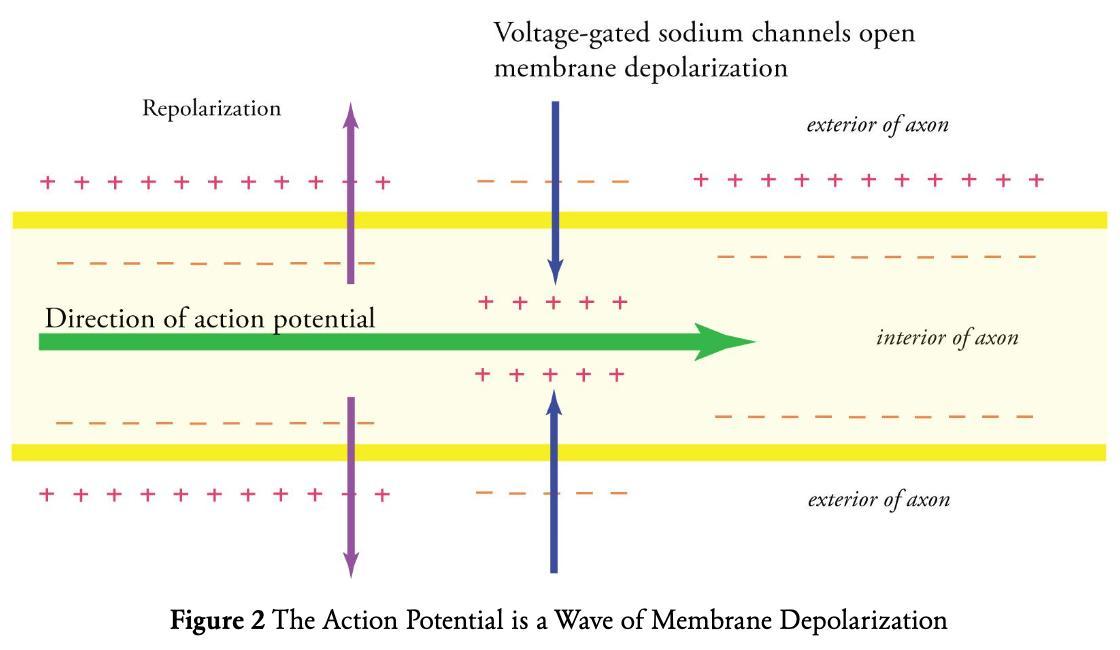 Voltage-gated sodium channels open
membrane depolarization
Repolarization
exterior of axon
+ + + + + + + + + + +
– – – – –
+ + + + + + + + + + +
– – – – – – – – – –
– – – – – – – – – –
+ + + + +
Direction of action potential
interior of axon
+ + + + +
– – – – – – – – – –
– – – – – – – – – –
+ + + + + + + + + + +
– – – – –
exterior of axon
Figure 2 The Action Potential is a Wave of Membrane Depolarization